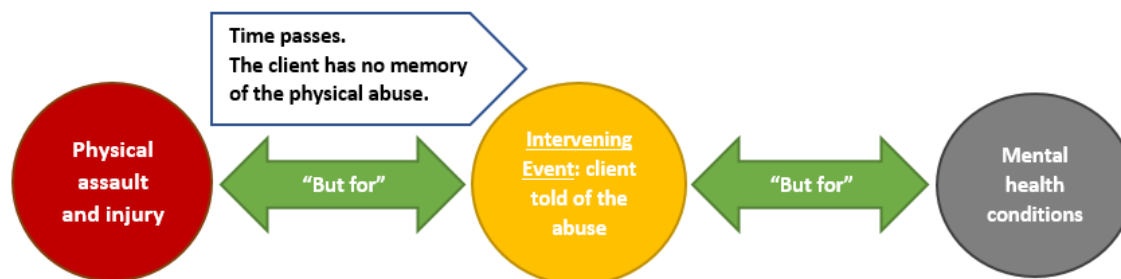 Time passes.
The client has no memory
of the physical abuse.
Physical
assault
and injury
“But for”
Intervening
Event: client
told of the
abuse
“But for”
Mental
health
conditions